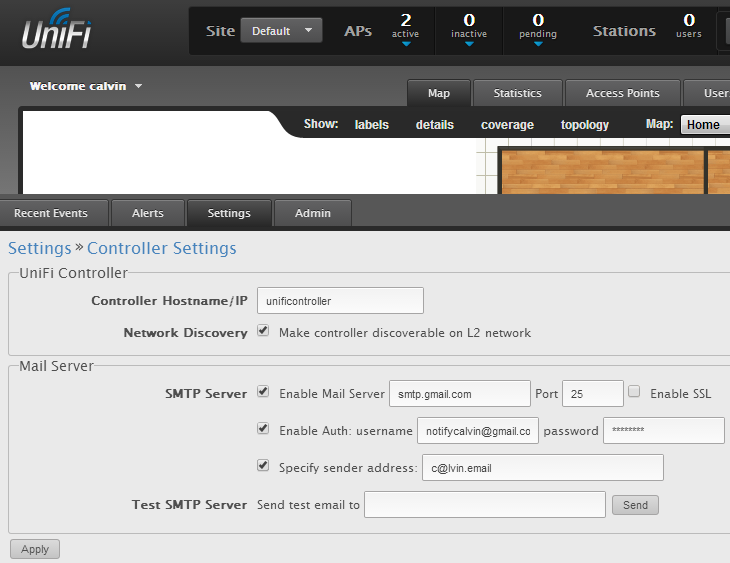 UniFi
Site Default APs 2 active 0 inactive 0 pending Stations 0 users
Welcome calvin
Map Statistics Access Points User
Show: labels details coverage topology Map: Home
Recent Events Alerts Settings Admin
Settings » Controller Settings
UniFi Controller
Controller Hostname/IP unificontroller
Network Discovery Make controller discoverable on L2 network
Mail Server
SMTP Server Enable Mail Server smtp.gmail.com Port 25 Enable SSL
Enable Auth: username notifycalvin@gmail.co password ********
Specify sender address: c@lvin.email
Test SMTP Server Send test email to Send
Apply